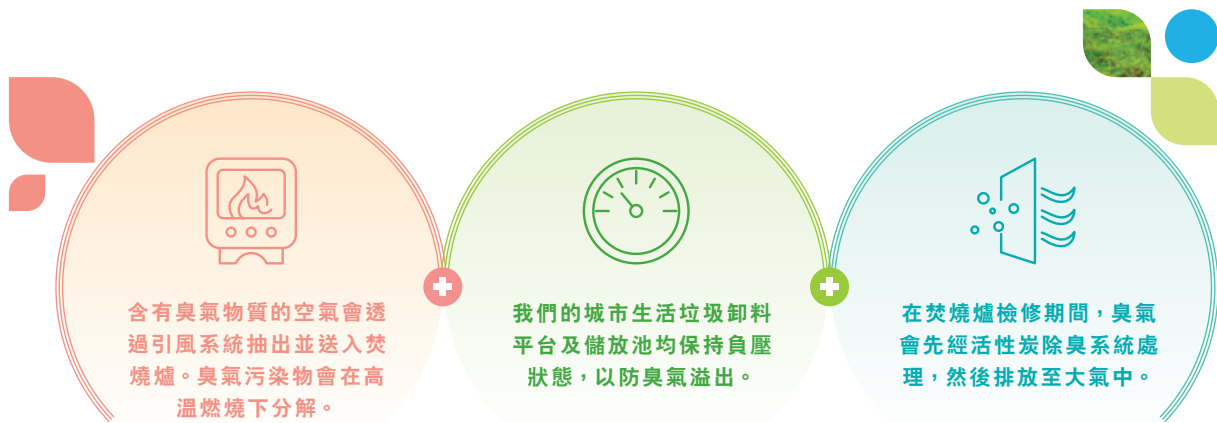 含有臭氣物質的空氣會透
過引風系統抽出並送入焚
燒爐。臭氣污染物會在高
溫燃燒下分解。
我們的城市生活垃圾卸料
平台及儲放池均保持負壓
狀態，以防臭氣溢出。
在焚燒爐檢修期間，臭氣
會先經活性炭除臭系統處
理，然後排放至大氣中。